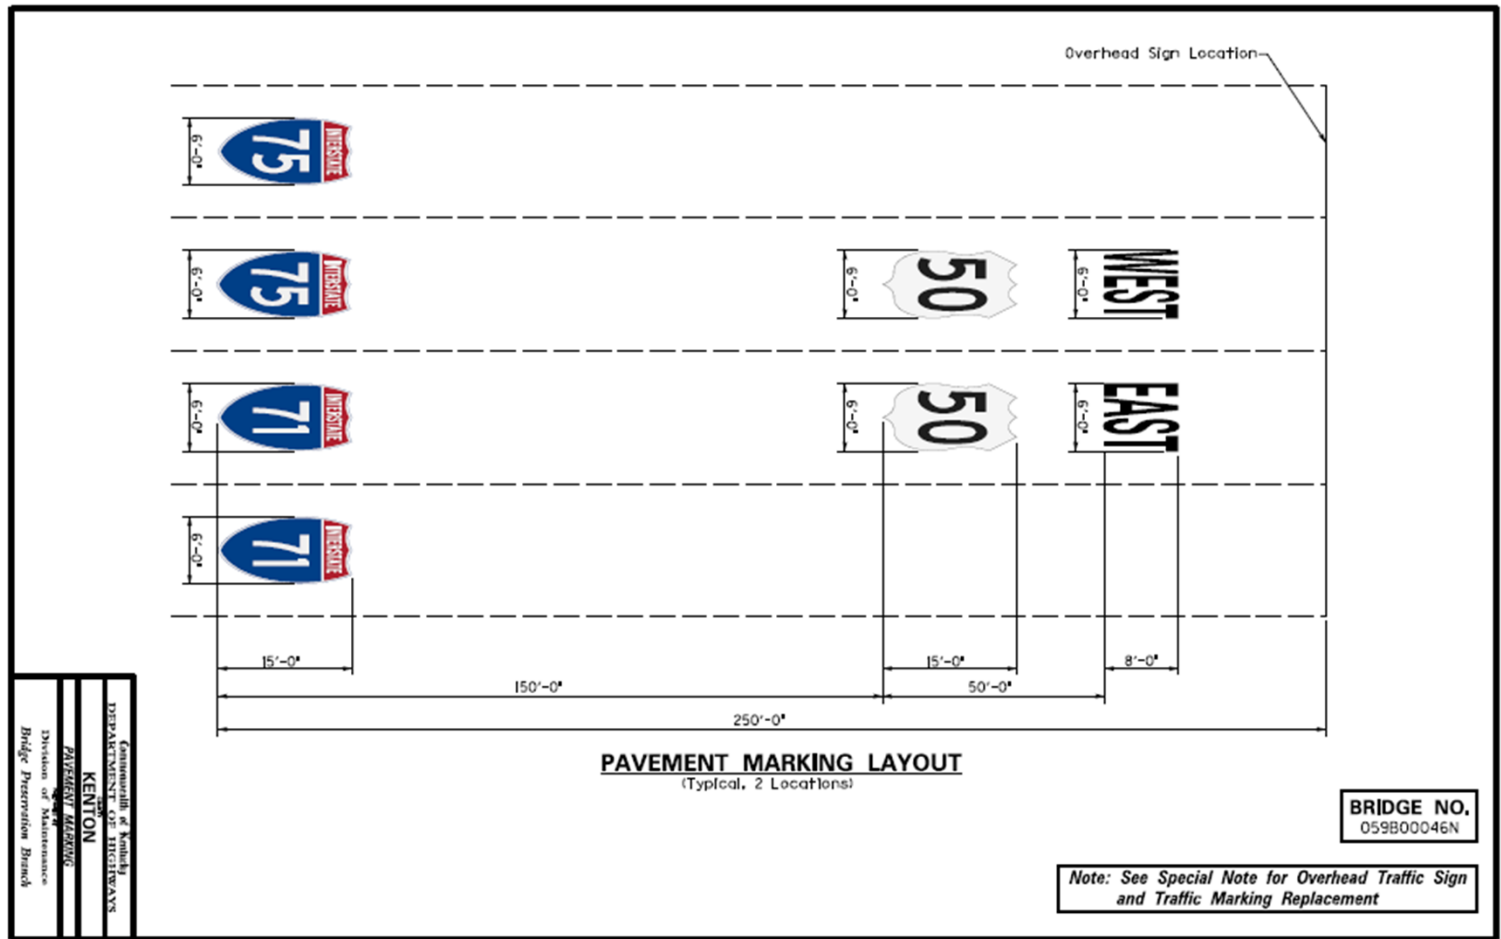 Overhead Sign Location
6'-0"
75
INTERSTATE
6'-0"
75
INTERSTATE
6'-0"
50
6'-0"
WEST
6'-0"
71
INTERSTATE
6'-0"
50
6'-0"
EAST
6'-0"
71
INTERSTATE
15'-0"
15'-0"
8'-0"
150'-0"
50'-0"
250'-0"
PAVEMENT MARKING LAYOUT
(Typical, 2 Locations)
BRIDGE NO.
059B00046N
Note: See Special Note for Overhead Traffic Sign
and Traffic Marking Replacement
Commonwealth of Kentucky
DEPARTMENT OF HIGHWAYS
KENTON
PAVEMENT MARKING
Division of Maintenance
Bridge Preservation Branch